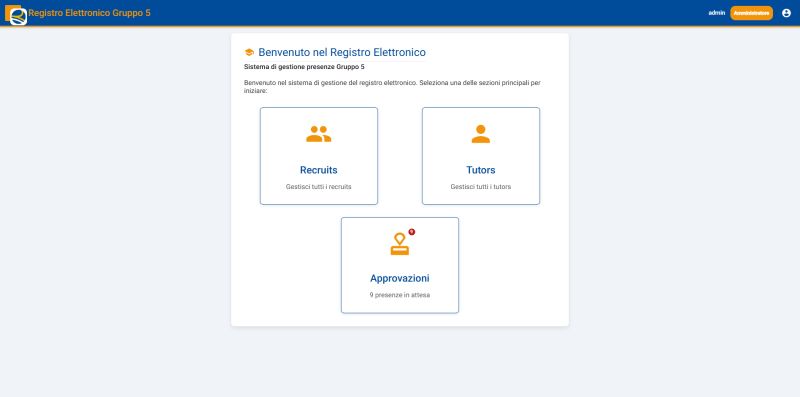 Registro Elettronico Gruppo 5
admin
Amministratore
Benvenuto nel Registro Elettronico
Sistema di gestione presenze Gruppo 5
Benvenuto nel sistema di gestione del registro elettronico. Seleziona una delle sezioni principali per
iniziare:
Recruits
Gestisci tutti i recruits
Tutors
Gestisci tutti i tutors
9
Approvazioni
9 presenze in attesa